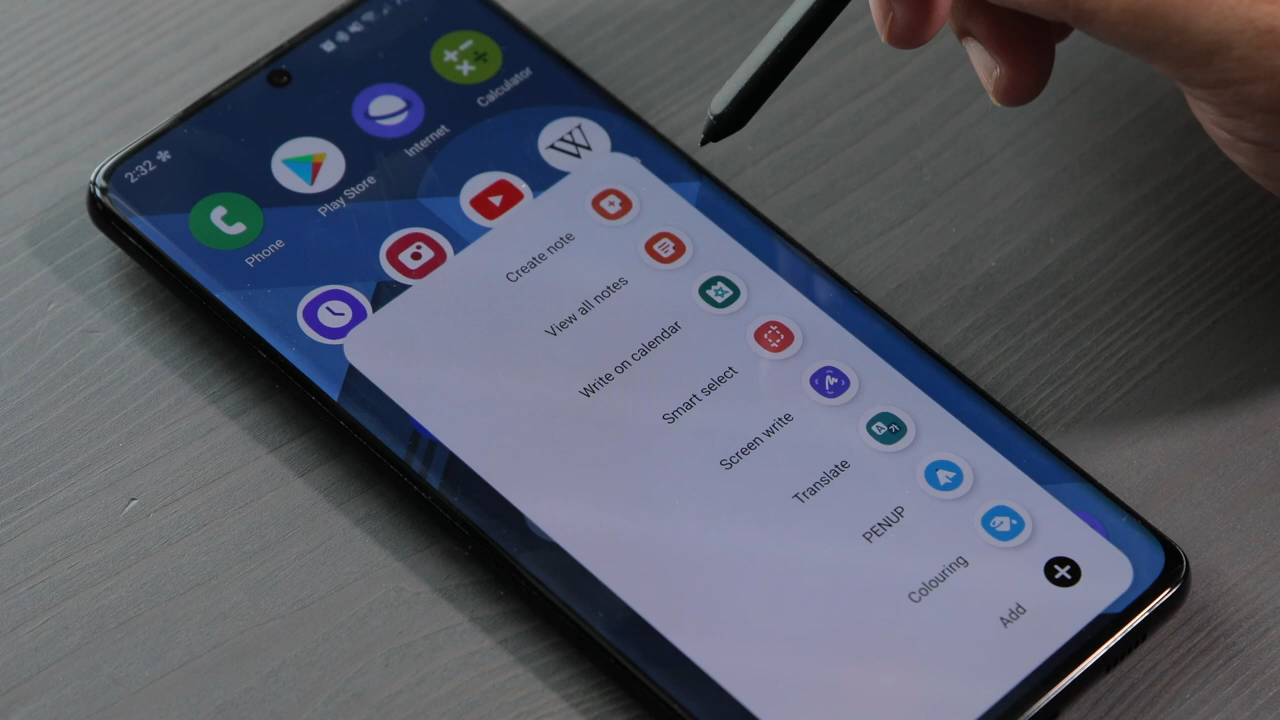 2:32
Phone
Play Store
Internet
Calculator
W
Create note
View all notes
Write on calendar
Smart select
Screen write
Translate
PENUP
Colouring
Add